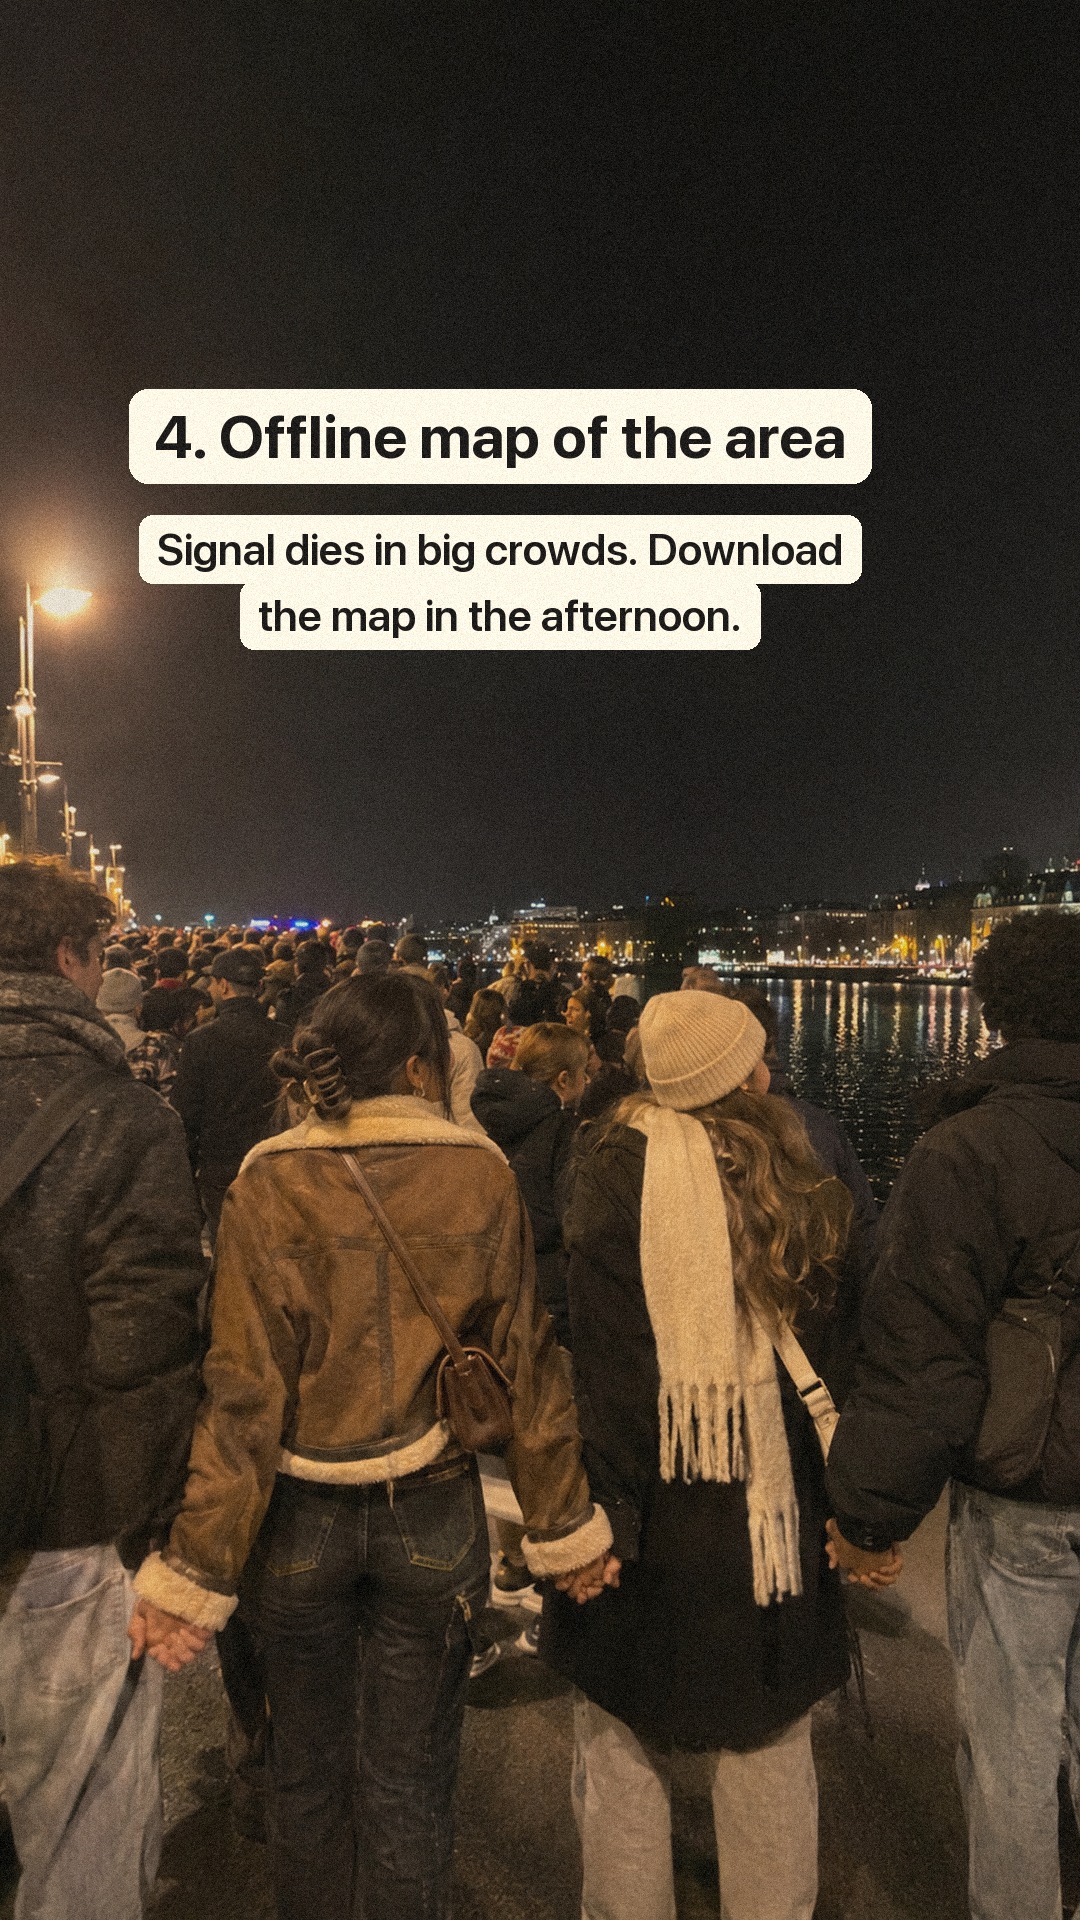 4. Offline map of the area
Signal dies in big crowds. Download
the map in the afternoon.